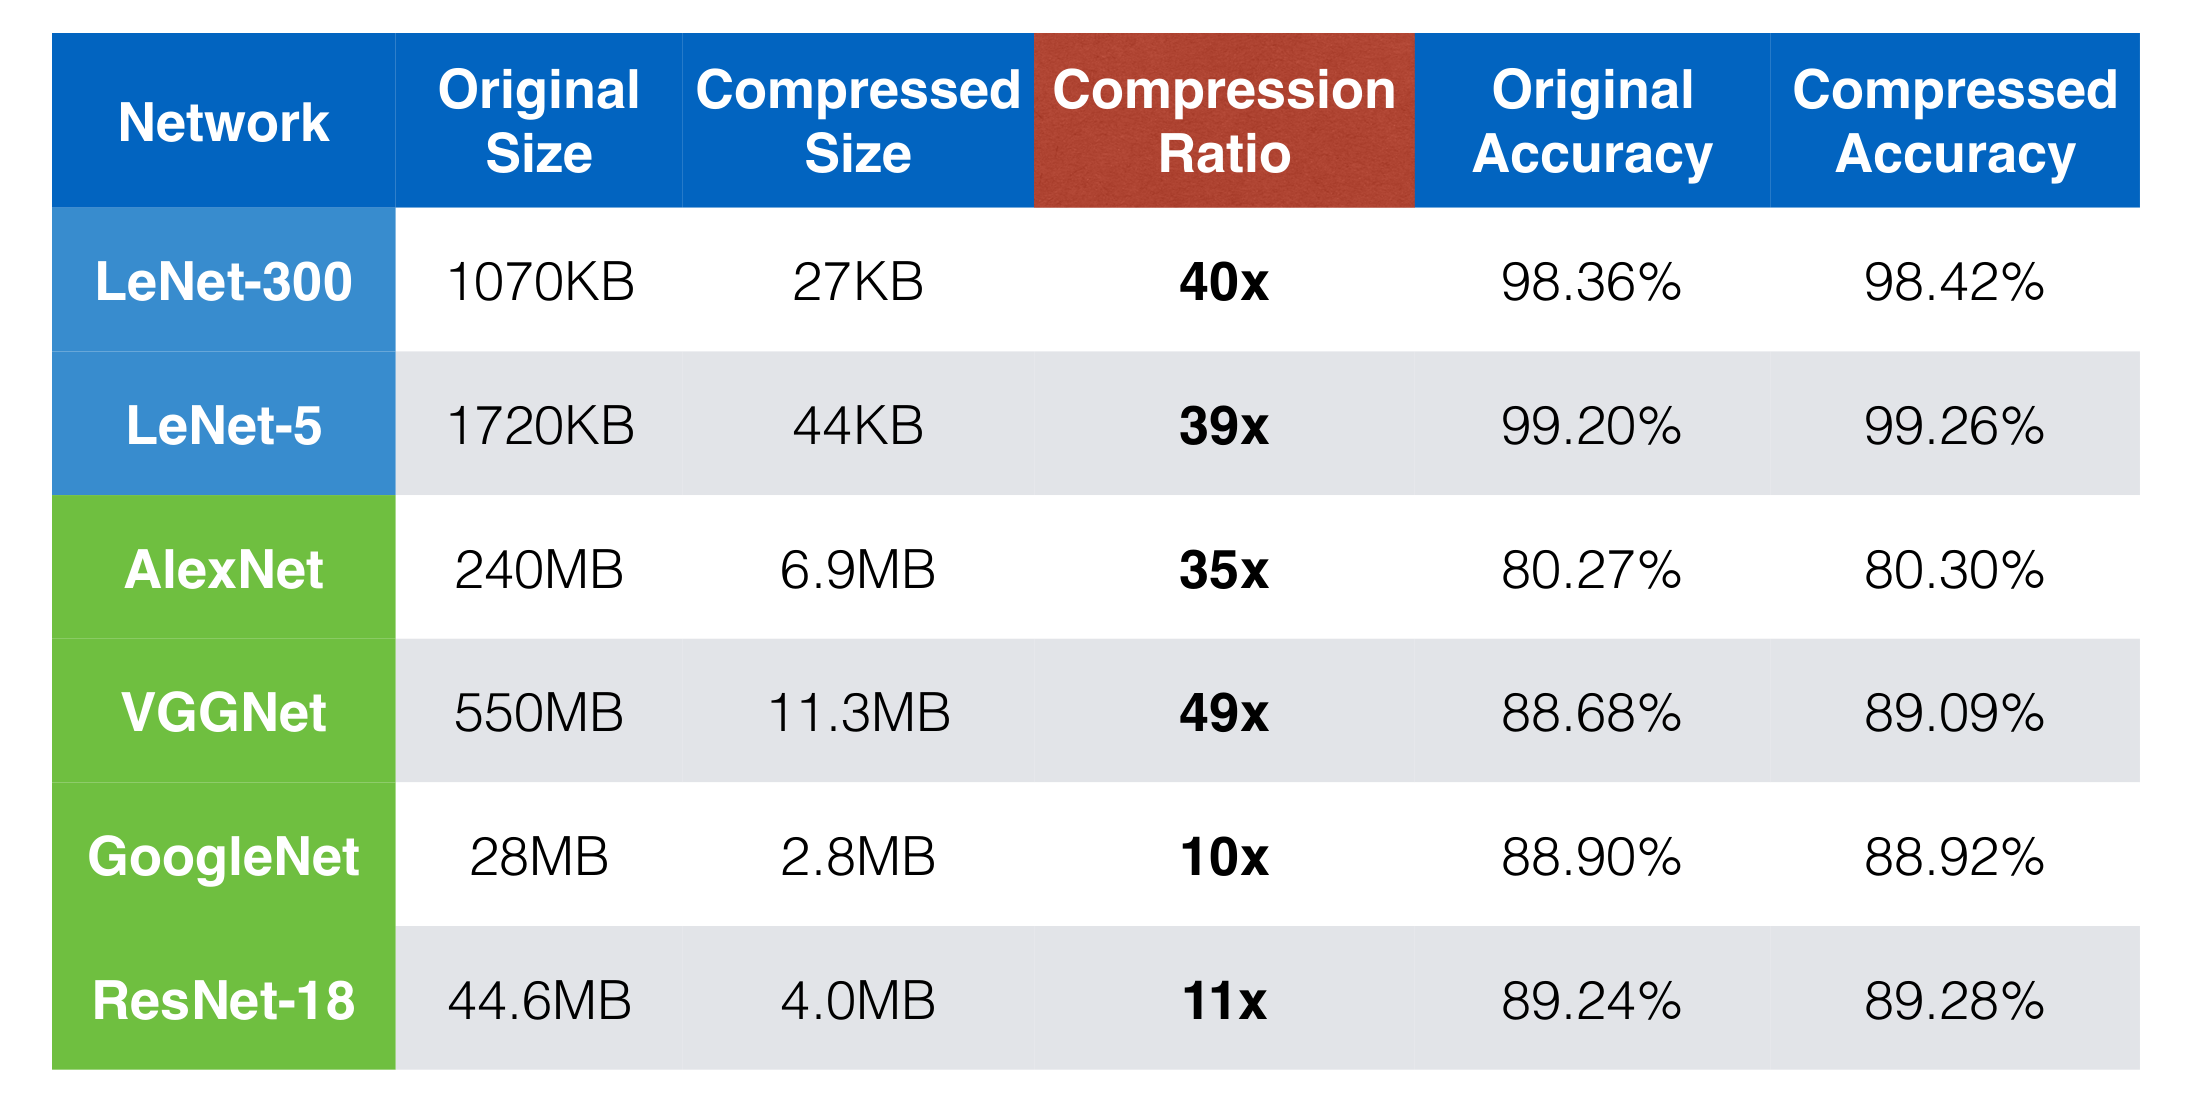 Network Original Size Compressed Size Compression Ratio Original Accuracy Compressed Accuracy
LeNet-300 1070KB 27KB 40x 98.36% 98.42%
LeNet-5 1720KB 44KB 39x 99.20% 99.26%
AlexNet 240MB 6.9MB 35x 80.27% 80.30%
VGGNet 550MB 11.3MB 49x 88.68% 89.09%
GoogleNet 28MB 2.8MB 10x 88.90% 88.92%
ResNet-18 44.6MB 4.0MB 11x 89.24% 89.28%